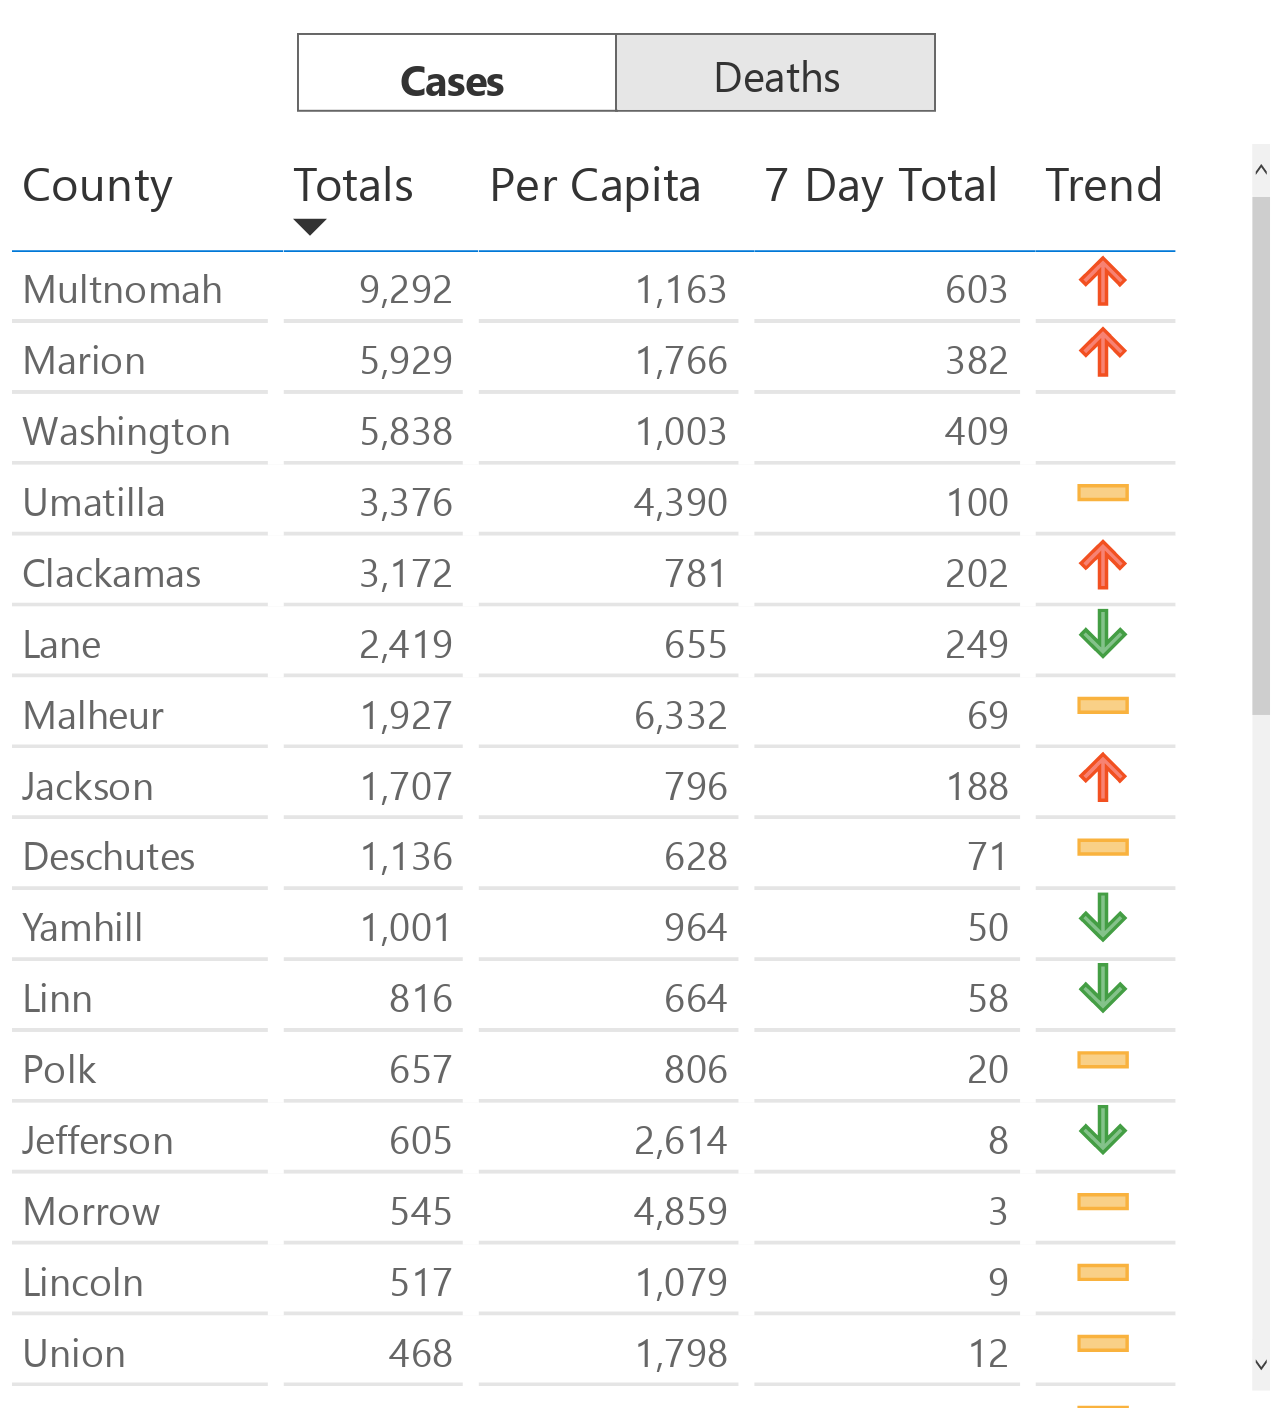 Cases Deaths
County Totals Per Capita 7 Day Total Trend
Multnomah 9,292 1,163 603
Marion 5,929 1,766 382
Washington 5,838 1,003 409
Umatilla 3,376 4,390 100
Clackamas 3,172 781 202
Lane 2,419 655 249
Malheur 1,927 6,332 69
Jackson 1,707 796 188
Deschutes 1,136 628 71
Yamhill 1,001 964 50
Linn 816 664 58
Polk 657 806 20
Jefferson 605 2,614 8
Morrow 545 4,859 3
Lincoln 517 1,079 9
Union 468 1,798 12